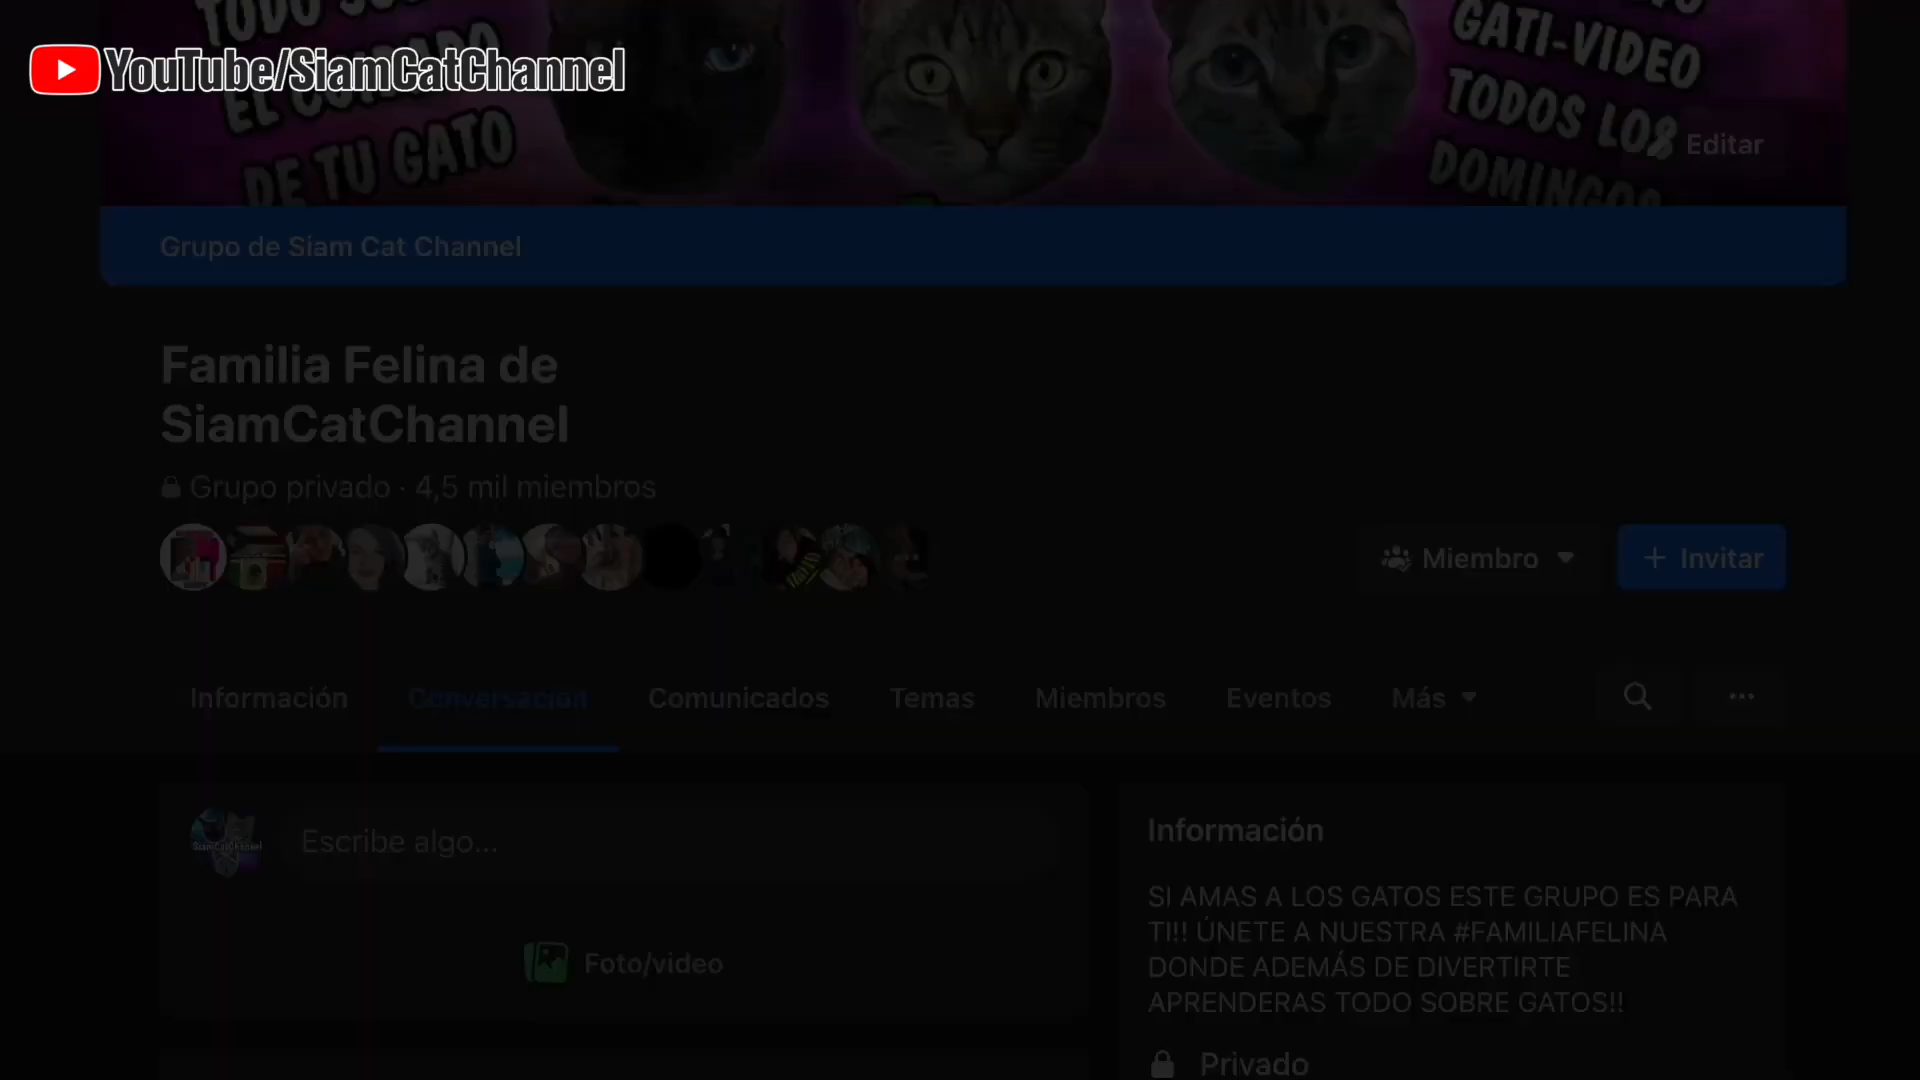 YouTube/SiamCatChannel
DE TU GATO
GATI-VIDEO
TODOS LOS
DOMINGOS
Editar
Grupo de Siam Cat Channel
Familia Felina de
SiamCatChannel
Grupo privado · 4,5 mil miembros
Miembro
+ Invitar
Información
Conversación
Comunicados
Temas
Miembros
Eventos
Más
SiamCatChannel
Escribe algo...
Foto/video
Información
SI AMAS A LOS GATOS ESTE GRUPO ES PARA
TI!! ÚNETE A NUESTRA #FAMILIAFELINA
DONDE ADEMÁS DE DIVERTIRTE
APRENDERAS TODO SOBRE GATOS!!
Privado